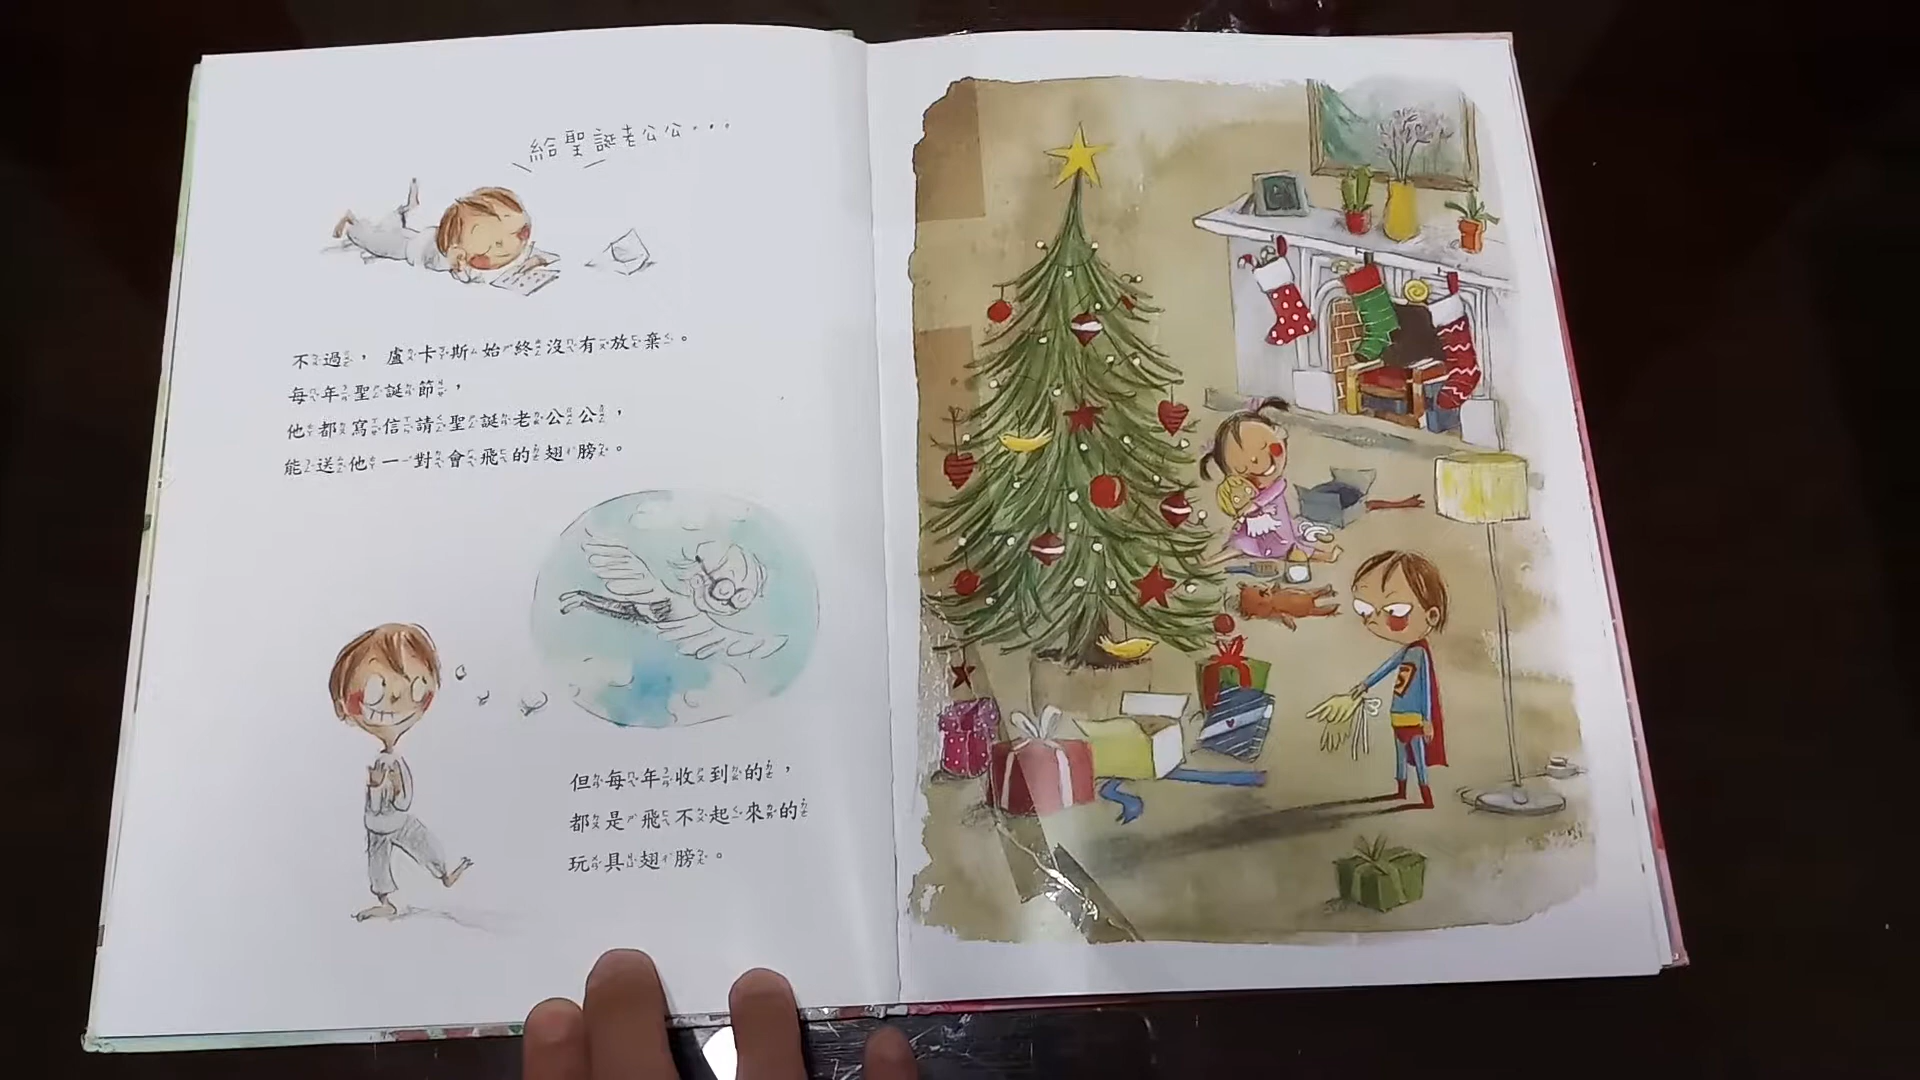 給聖誕老公公...
不過，盧卡斯始終沒有放棄。
每年聖誕節，
他都寫信請聖誕老公公，
能送他一對會飛的翅膀。
但每年收到的，
都是飛不起來的
玩具翅膀。